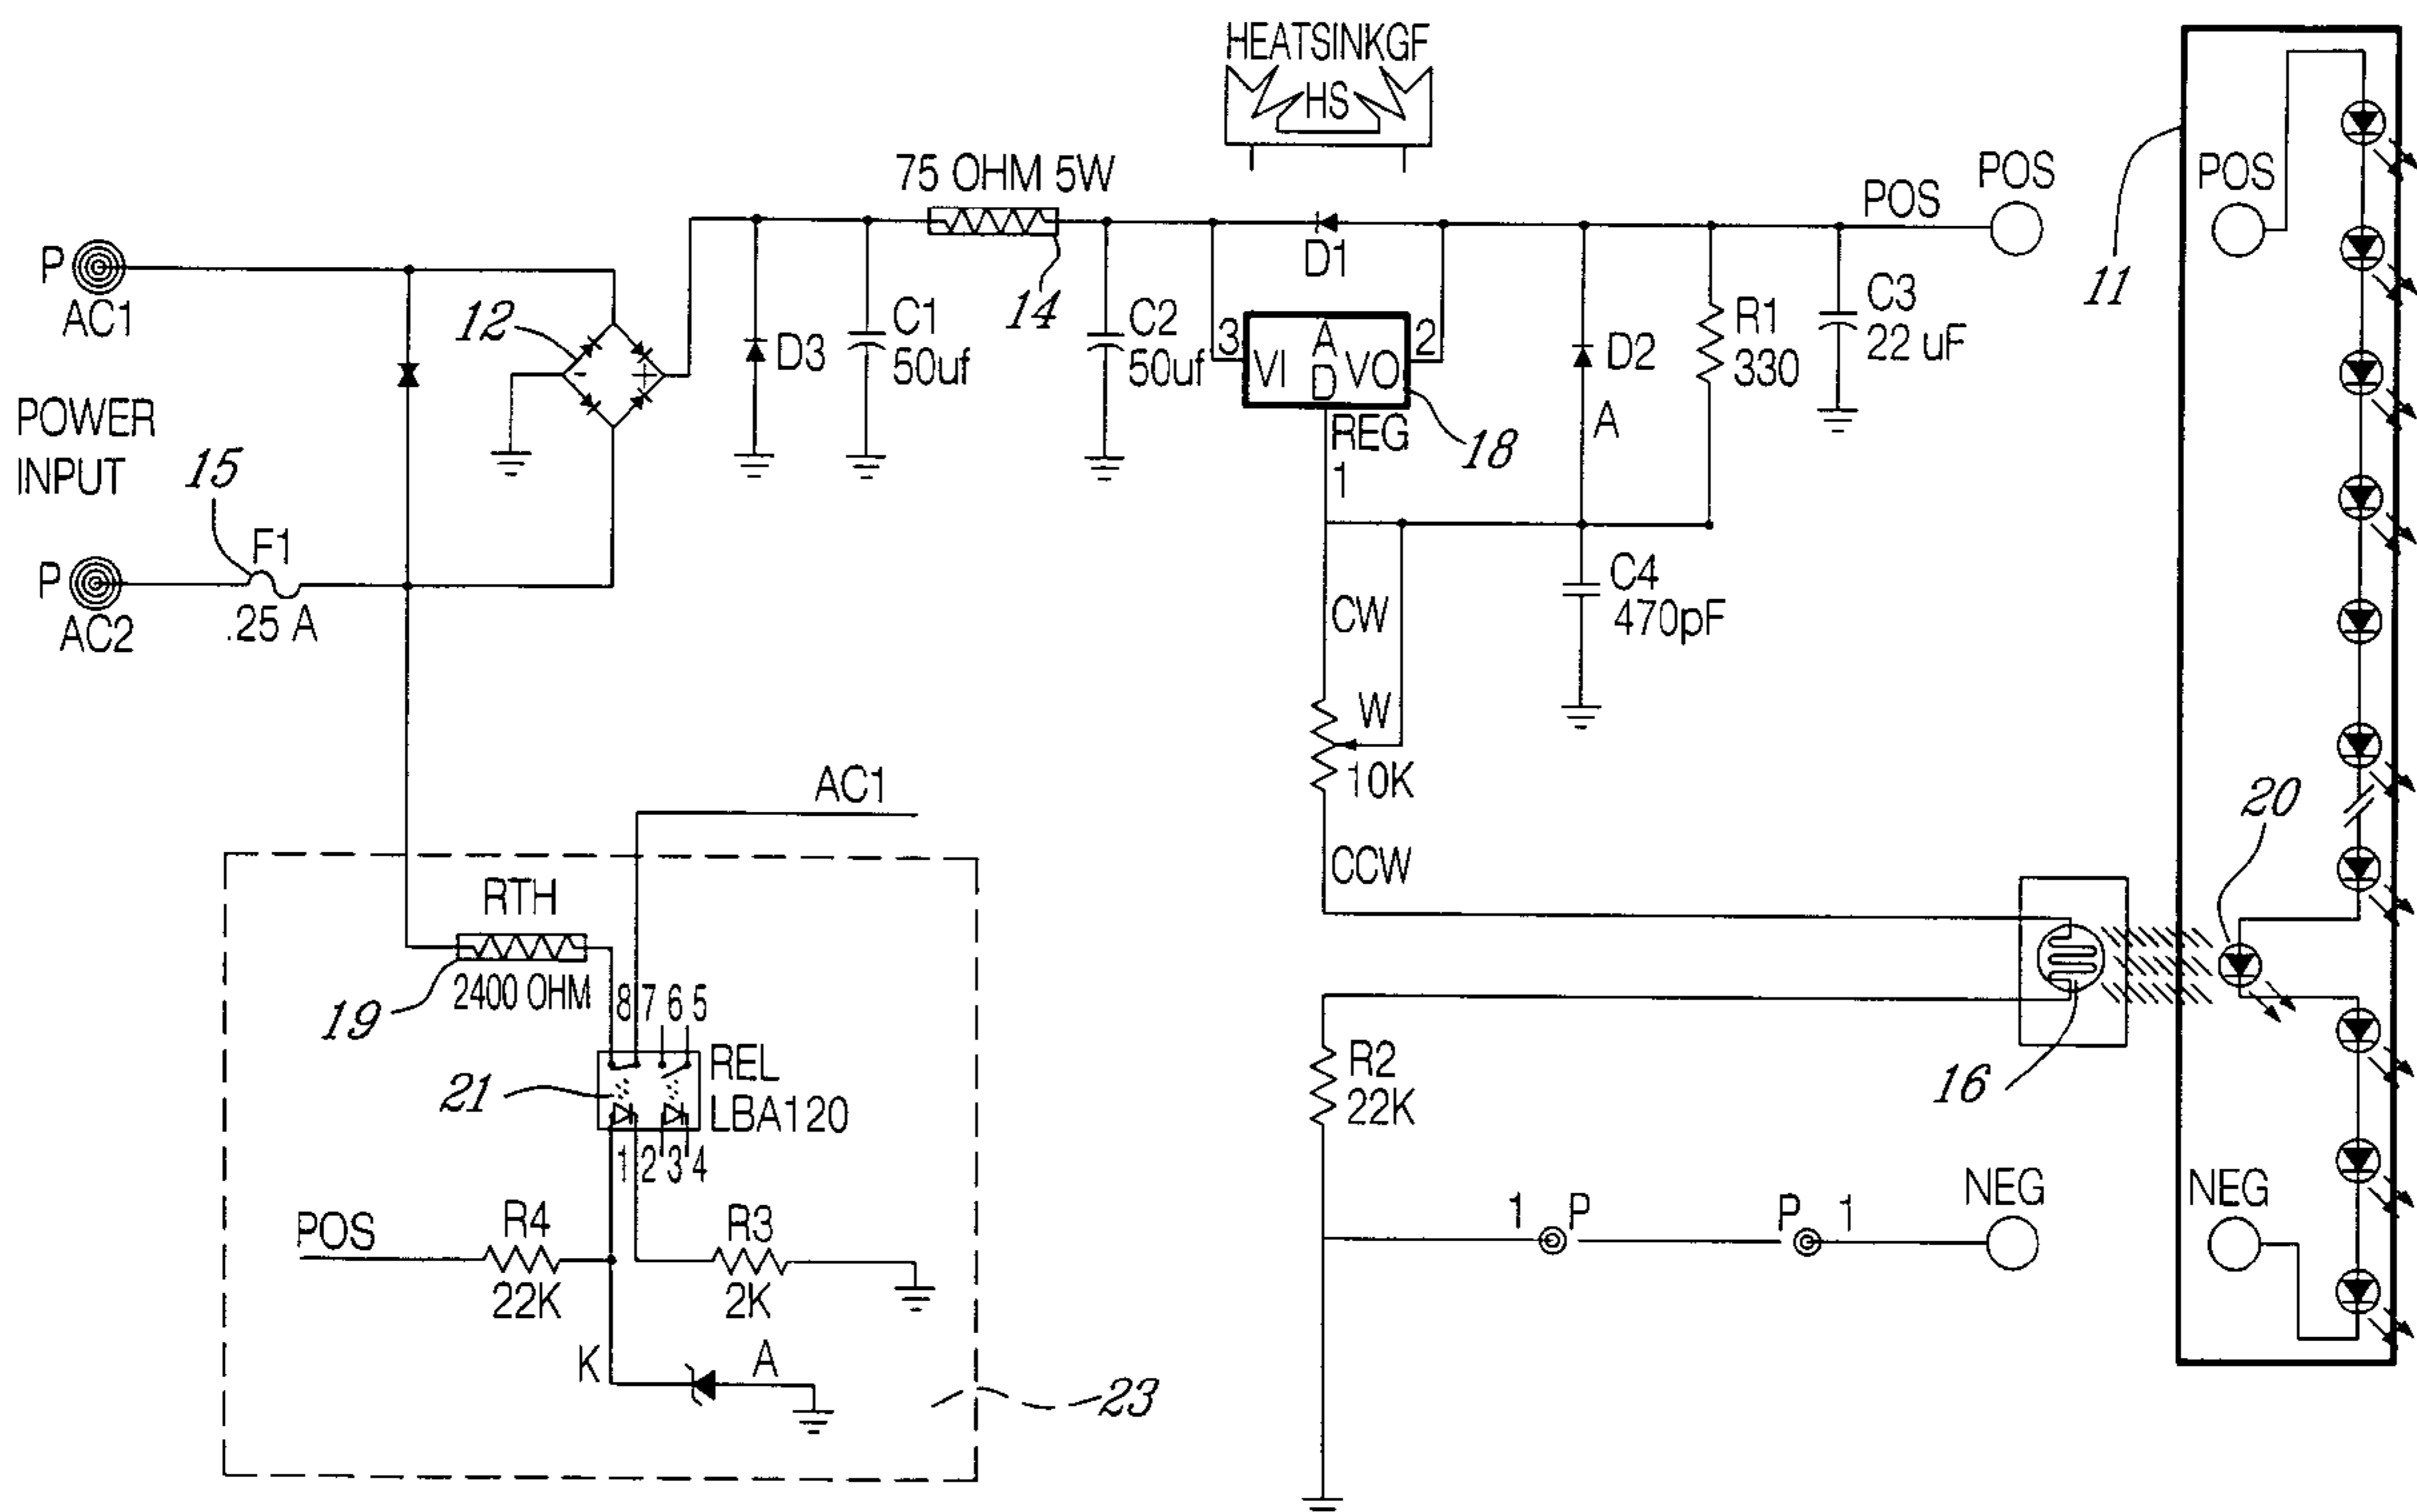 HEATSINKGF
HS
75 OHM 5W
14
P
AC1
POWER
INPUT
P
AC2
15
F1
.25 A
12
-
+
D3
C1
50uf
C2
50uf
D1
3
VI
A
D
VO
2
REG
1
18
D2
A
R1
330
C3
22 uF
POS
POS
POS
11
C4
470pF
CW
W
10K
CCW
AC1
RTH
2400 OHM
19
8 7 6 5
REL
LBA120
21
1 2 3 4
POS
R4
22K
R3
2K
K
A
23
R2
22K
1 P
P 1
NEG
NEG
16
20